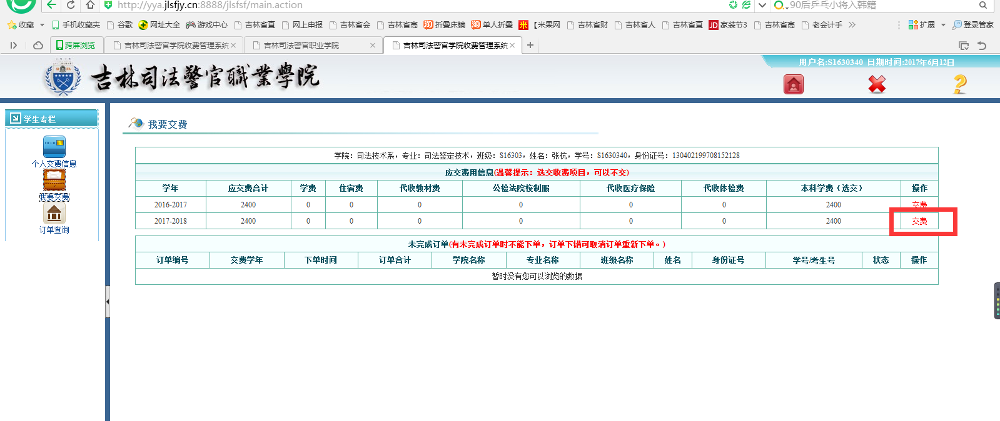 http://yya.jlsfjy.cn:8888/jlsfsf/main.action
90后乒乓小将入韩籍
收藏 手机收藏夹 谷歌 网址大全 游戏中心 吉林省直 网上申报 吉林省会 吉林省高 淘 折叠床躺 淘 单人折叠 米 【米果网 吉林省财 吉林省人 吉林省直 JD 家装节3 吉林省高 老会计手 扩展 登录管家
跨屏浏览 吉林司法警官学院收费管理系统 吉林司法警官职业学院 吉林司法警官学院收费管理系统
吉林司法警官職業學院
用户名:S1630340 日期时间:2017年6月12日
学生专栏
个人交费信息
我要交费
订单查询
我要交费
学院：司法技术系，专业：司法鉴定技术，班级：S16303，姓名：张杭，学号：S1630340，身份证号：130402199708152128
应交费用信息(温馨提示：选交收费项目，可以不交)
学年 应交费合计 学费 住宿费 代收教材费 公检法院校制服 代收医疗保险 代收体检费 本科学费（选交） 操作
2016-2017 2400 0 0 0 0 0 0 2400 交费
2017-2018 2400 0 0 0 0 0 0 2400 交费
未完成订单(有未完成订单时不能下单，订单下错可取消订单重新下单。)
订单编号 交费学年 下单时间 订单合计 学院名称 专业名称 班级名称 姓名 身份证号 学号/考生号 状态 操作
暂时没有您可以浏览的数据